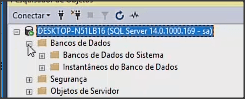 Conectar
DESKTOP-N51LB16 (SQL Server 14.0.1000.169 - sa)
Bancos de Dados
Bancos de Dados do Sistema
Instantâneos do Banco de Dados
Segurança
Objetos de Servidor